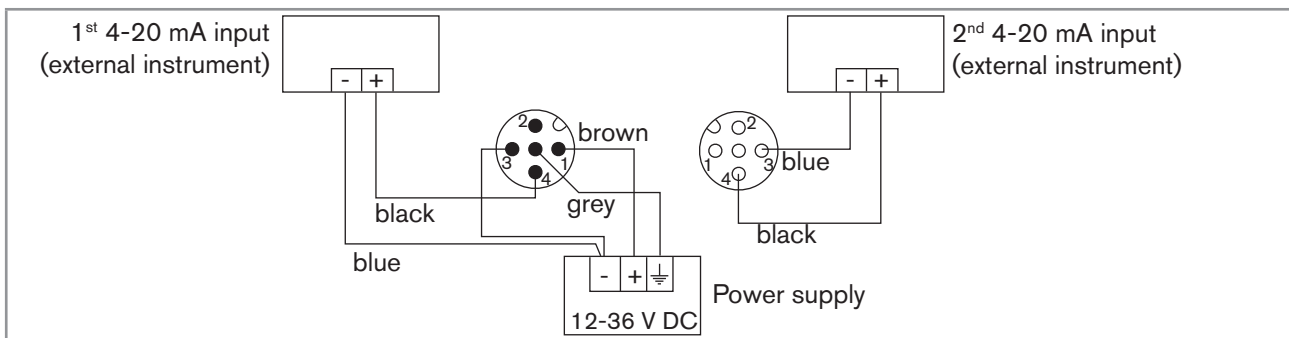 1st 4-20 mA input
(external instrument)
- +
2nd 4-20 mA input
(external instrument)
- +
2
brown
3
1
4
grey
black
blue
2
1
3
blue
4
black
- +
Power supply
12-36 V DC